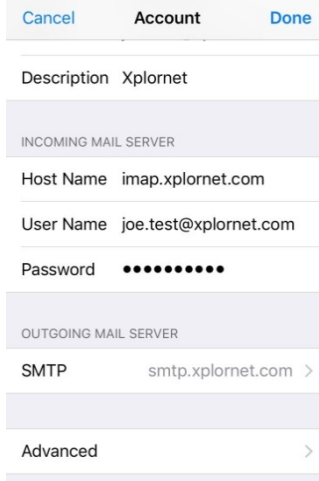 Cancel Account Done
Description Xplornet
INCOMING MAIL SERVER
Host Name imap.xplornet.com
User Name joe.test@xplornet.com
Password ●●●●●●●●●●
OUTGOING MAIL SERVER
SMTP smtp.xplornet.com >
Advanced >